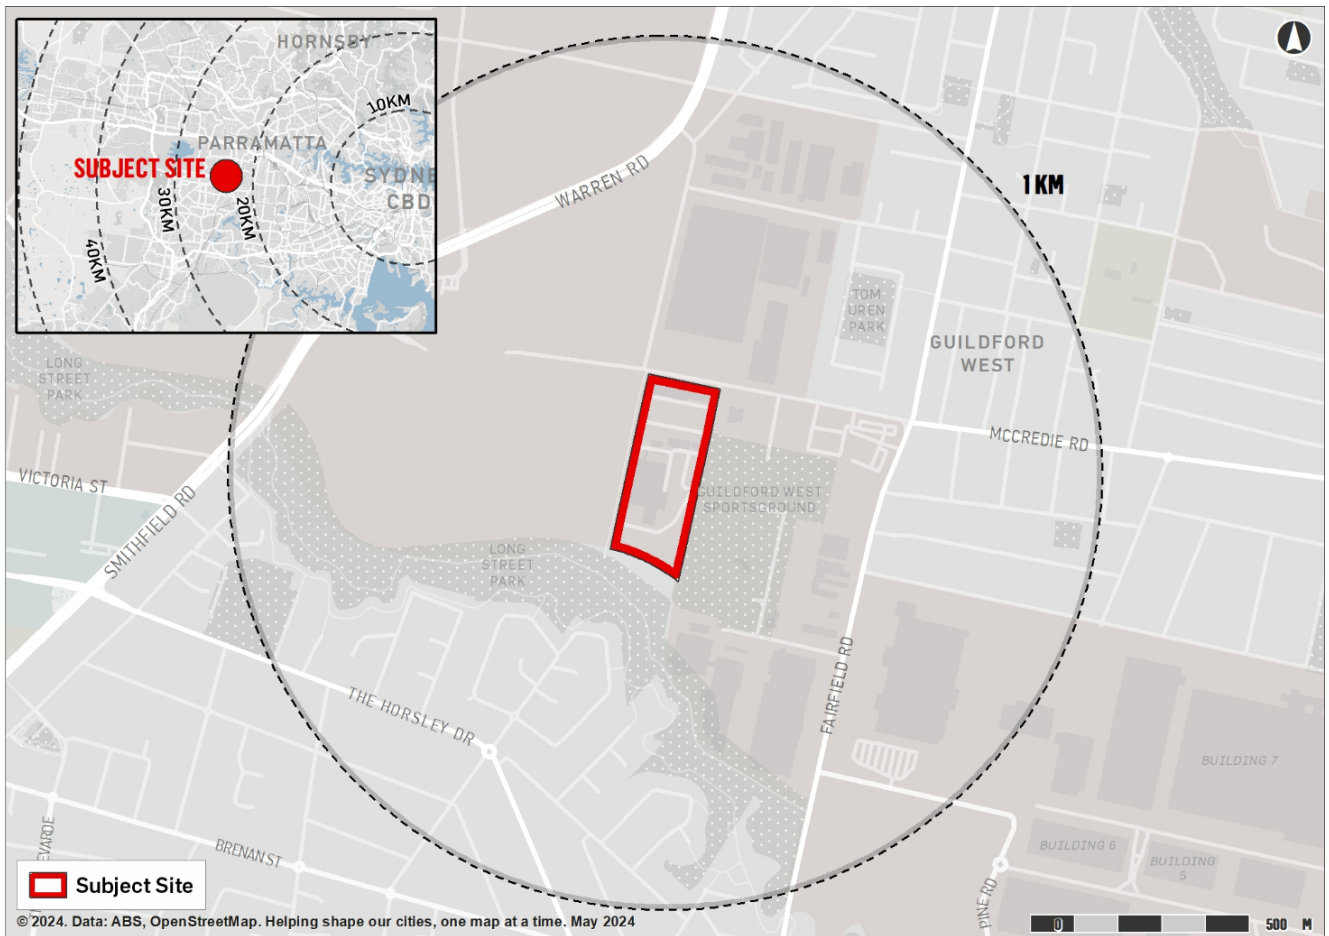 HORNSBY
10KM
PARRAMATTA
SUBJECT SITE
SYDNE
CBD
20KM
30KM
40KM
WARREN RD
1 KM
TOM
UREN
PARK
GUILDFORD
WEST
LONG
STREET
PARK
MCCREDIE RD
VICTORIA ST
GUILDFORD WEST
SPORTSGROUND
SMITHFIELD RD
LONG
STREET
PARK
THE HORSLEY DR
FAIRFIELD RD
BUILDING 7
EVARDE
BRENAN ST
BUILDING 6
BUILDING
5
PINE RD
Subject Site
© 2024. Data: ABS, OpenStreetMap. Helping shape our cities, one map at a time. May 2024
0 500 M